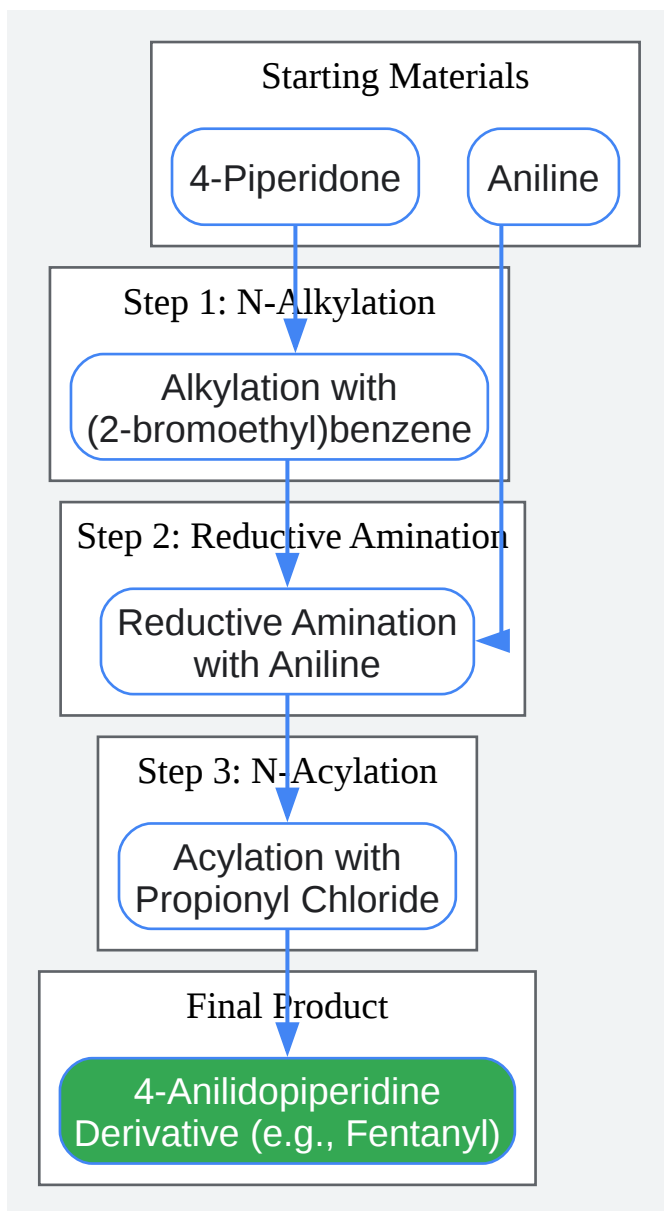 Starting Materials
4-Piperidone
Aniline
Step 1: N-Alkylation
Alkylation with
(2-bromoethyl)benzene
Step 2: Reductive Amination
Reductive Amination
with Aniline
Step 3: N-Acylation
Acylation with
Propionyl Chloride
Final Product
4-Anilidopiperidine
Derivative (e.g., Fentanyl)